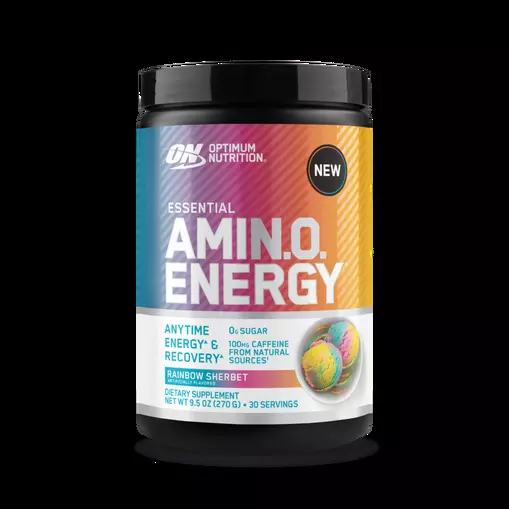 ON OPTIMUM
NUTRITION®
NEW
ESSENTIAL
AMIN.O.
ENERGY
ANYTIME
ENERGY^ &
RECOVERY^
0G SUGAR
100MG CAFFEINE
FROM NATURAL
SOURCES†
RAINBOW SHERBET
ARTIFICIALLY FLAVORED
DIETARY SUPPLEMENT
NET WT 9.5 OZ (270 G) • 30 SERVINGS